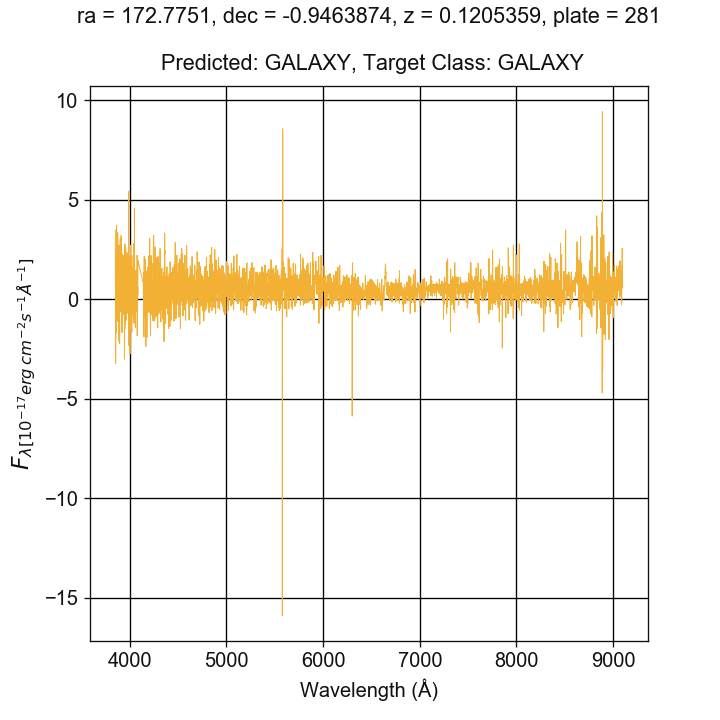 ra = 172.7751, dec = -0.9463874, z = 0.1205359, plate = 281
Predicted: GALAXY, Target Class: GALAXY
10
5
0
−5
−10
−15
F_{λ[10^{−17}erg cm^{−2}s^{−1}Å^{−1}]}
4000 5000 6000 7000 8000 9000
Wavelength (Å)